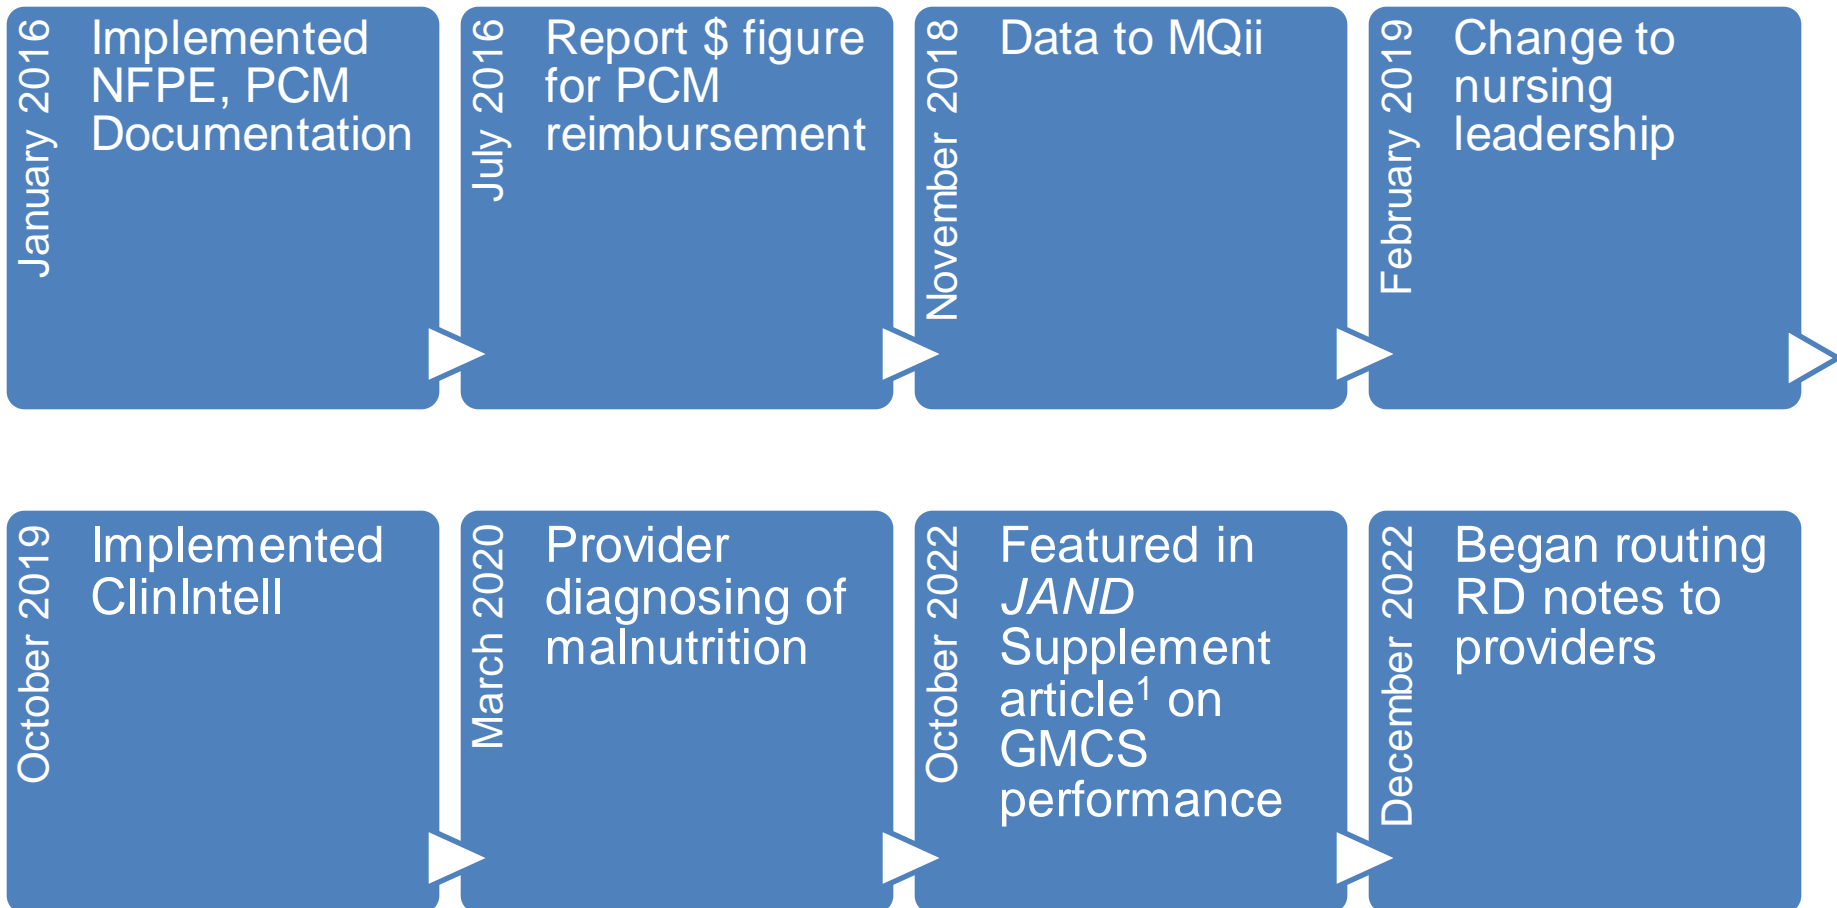 January 2016
Implemented
NFPE, PCM
Documentation
July 2016
Report $ figure
for PCM
reimbursement
November 2018
Data to MQii
February 2019
Change to
nursing
leadership
October 2019
Implemented
ClinIntell
March 2020
Provider
diagnosing of
malnutrition
October 2022
Featured in
JAND
Supplement
article¹ on
GMCS
performance
December 2022
Began routing
RD notes to
providers